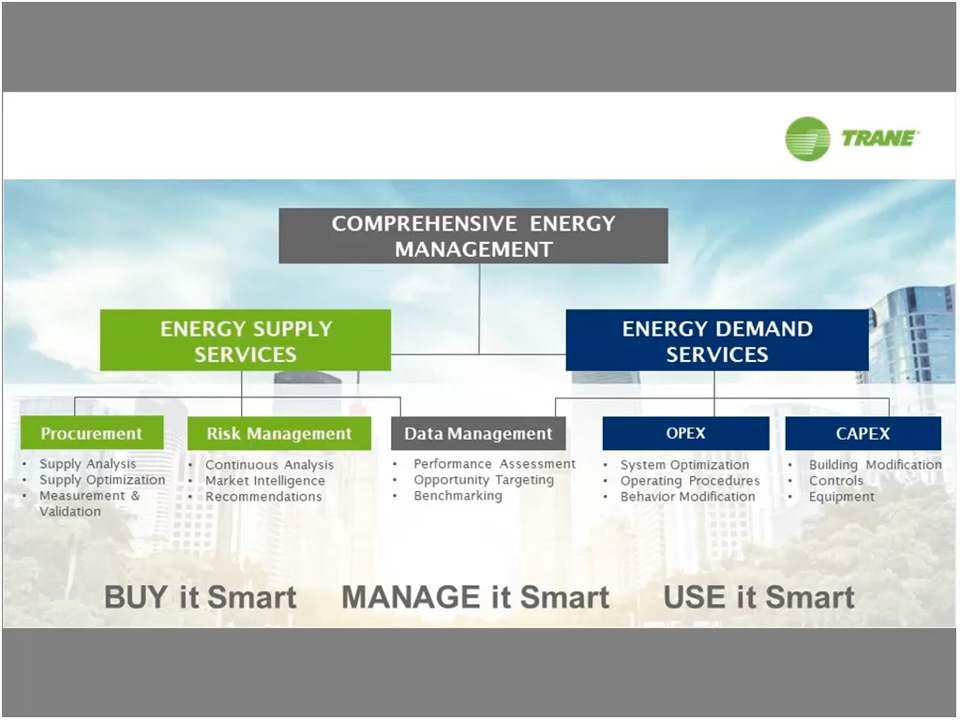 TRANE
COMPREHENSIVE ENERGY
MANAGEMENT
ENERGY SUPPLY
SERVICES
ENERGY DEMAND
SERVICES
Procurement
• Supply Analysis
• Supply Optimization
• Measurement &
Validation
Risk Management
• Continuous Analysis
• Market Intelligence
• Recommendations
Data Management
• Performance Assessment
• Opportunity Targeting
• Benchmarking
OPEX
• System Optimization
• Operating Procedures
• Behavior Modification
CAPEX
• Building Modification
• Controls
• Equipment
BUY it Smart
MANAGE it Smart
USE it Smart